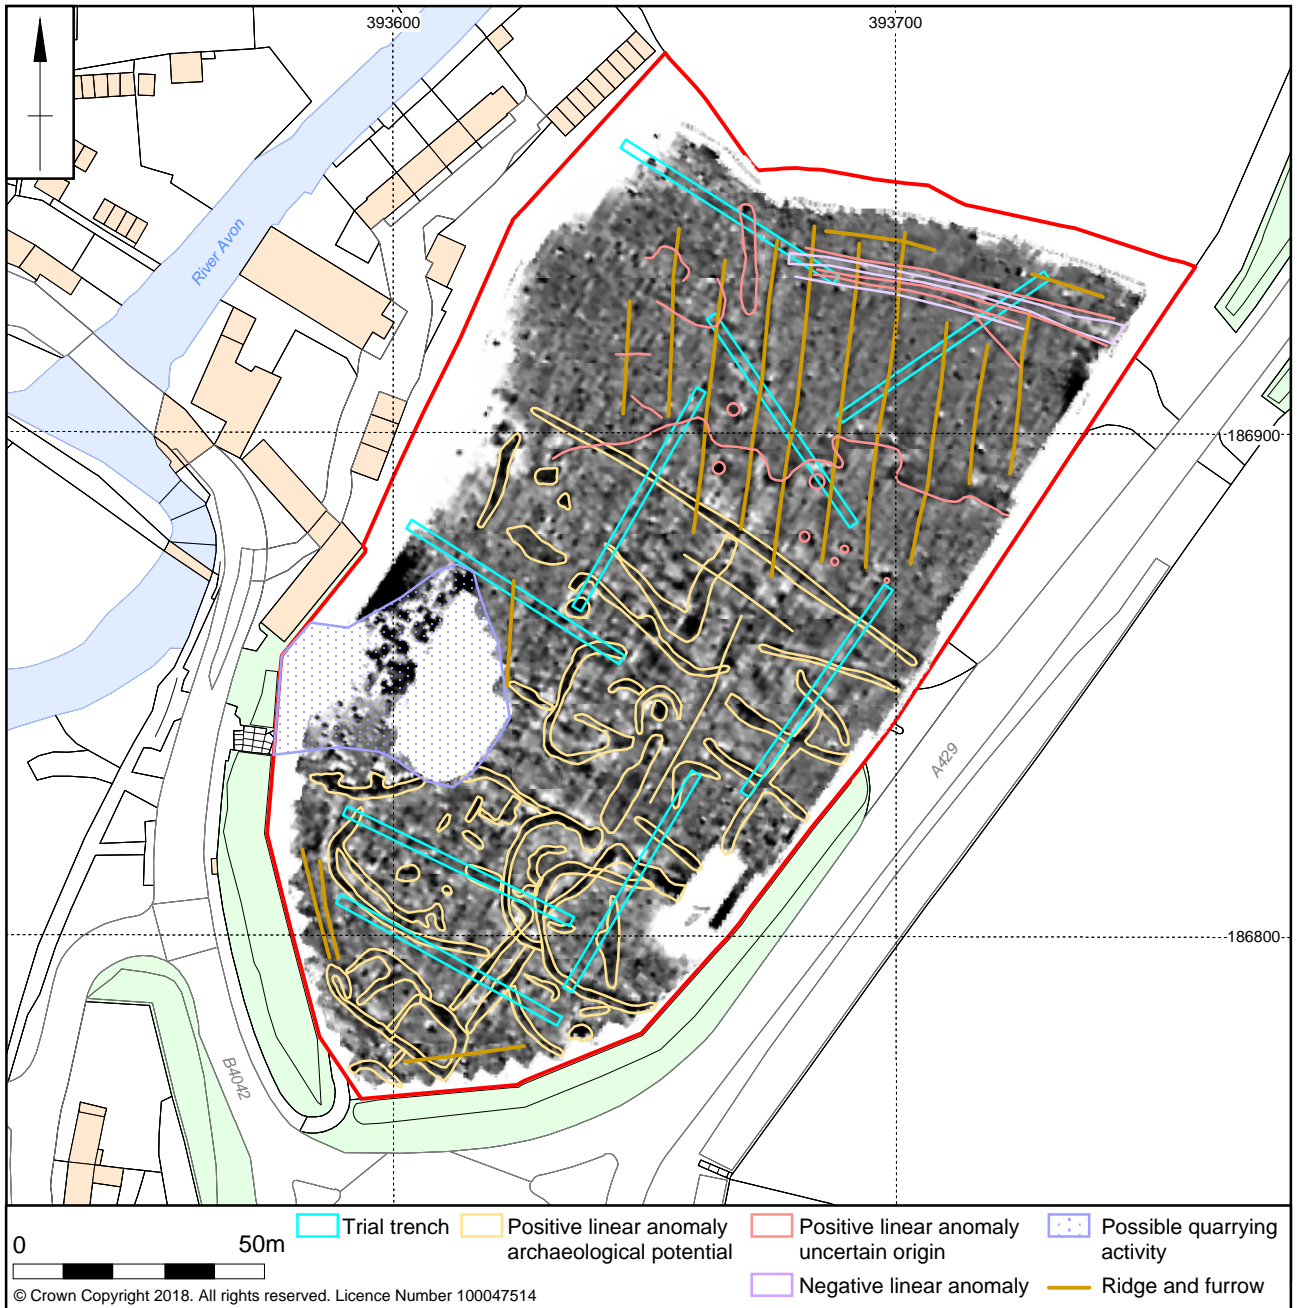 393600
393700
River Avon
186900
A429
186800
B4042
0 50m
Trial trench
Positive linear anomaly
archaeological potential
Positive linear anomaly
uncertain origin
Negative linear anomaly
Possible quarrying
activity
Ridge and furrow
© Crown Copyright 2018. All rights reserved. Licence Number 100047514